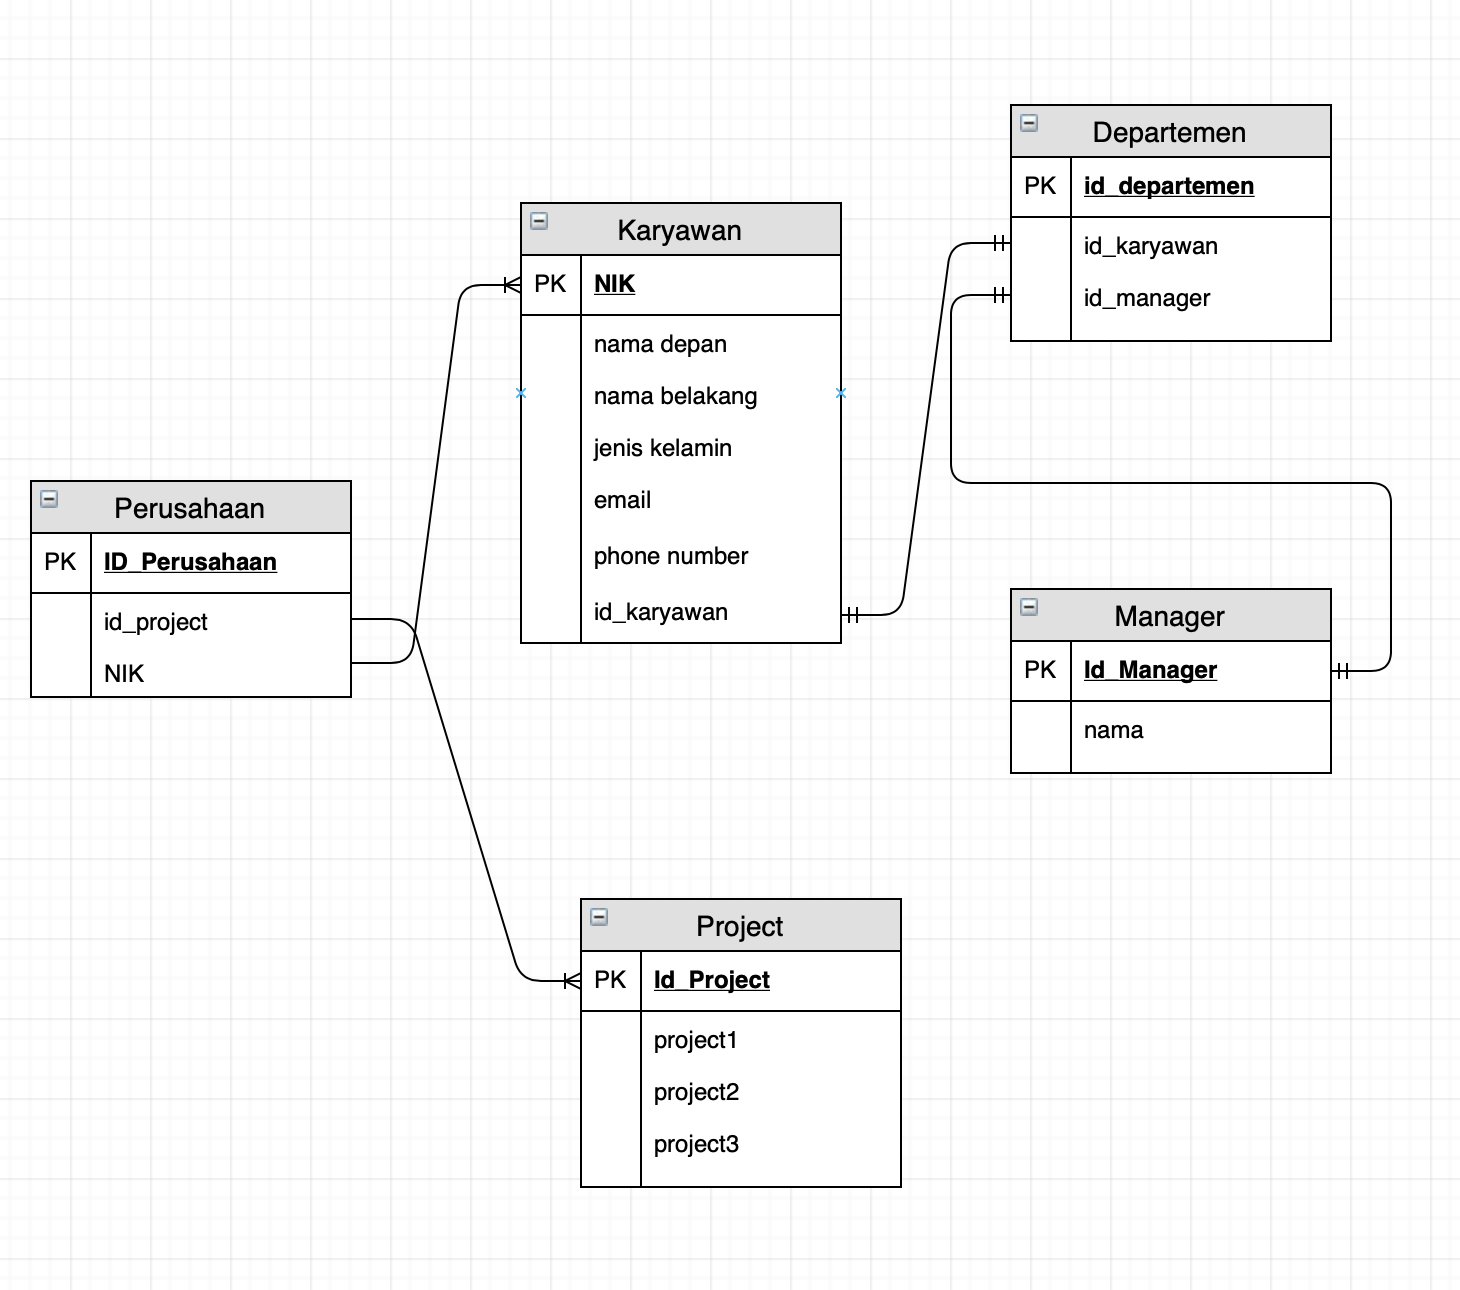 Departemen
PK id_departemen
id_karyawan
id_manager
Karyawan
PK NIK
nama depan
nama belakang
jenis kelamin
email
phone number
id_karyawan
Perusahaan
PK ID_Perusahaan
id_project
NIK
Manager
PK Id_Manager
nama
Project
PK Id_Project
project1
project2
project3